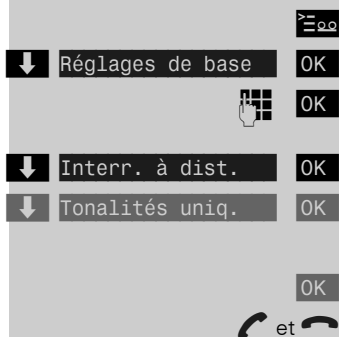 Réglages de base OK
OK
Interr. à dist. OK
Tonalités uniq. OK
OK
et